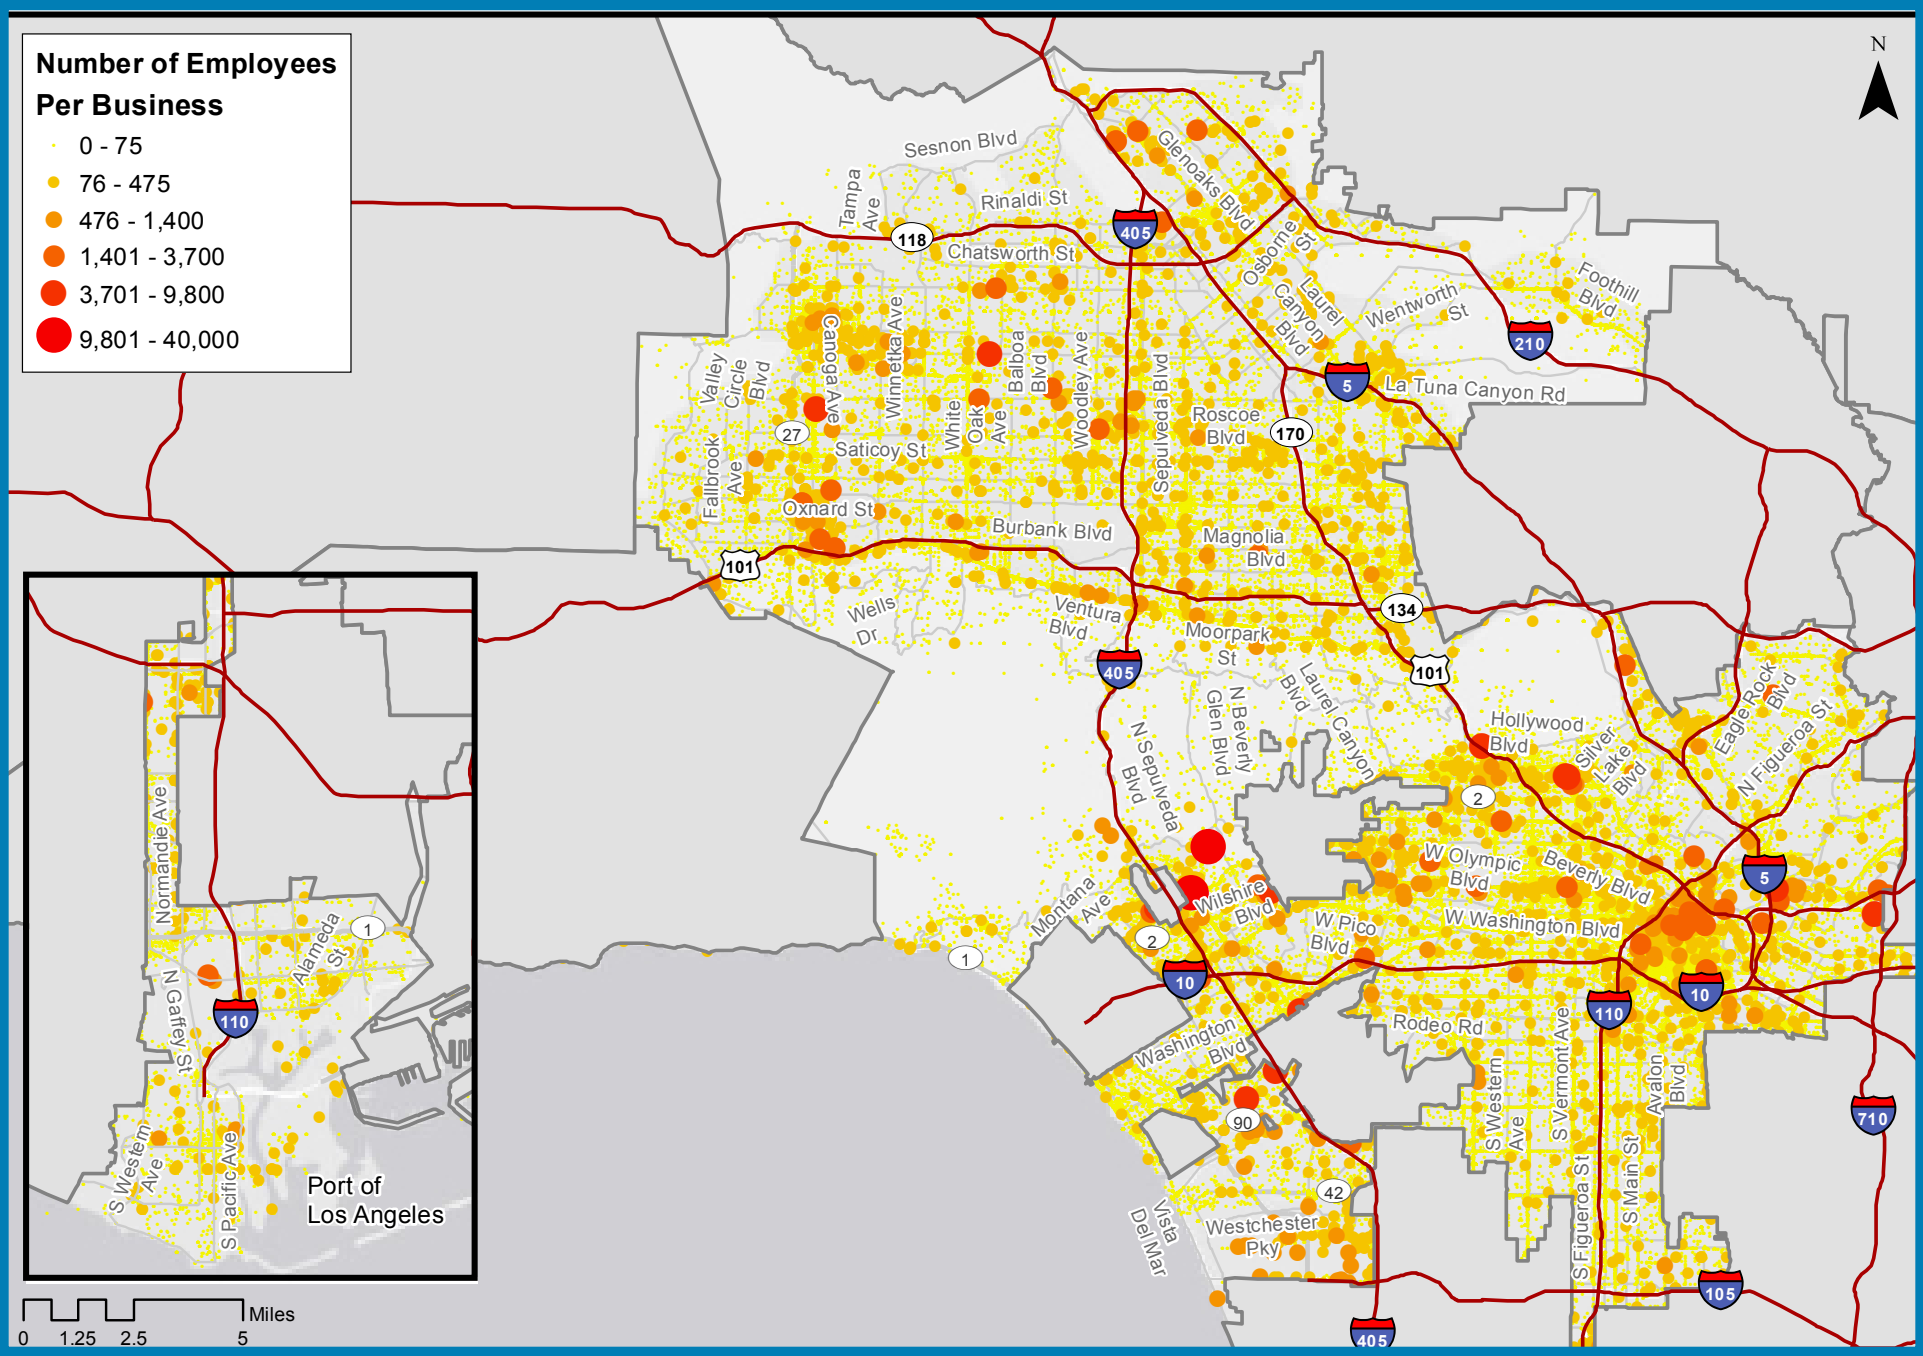 Number of Employees
Per Business
0 - 75
76 - 475
476 - 1,400
1,401 - 3,700
3,701 - 9,800
9,801 - 40,000
N
Sesnon Blvd
Tampa
Ave
Rinaldi St
118
Chatsworth St
405
Glenoaks Blvd
Osborne
St
Laurel
Canyon
Blvd
Wentworth
St
Foothill
Blvd
210
5
La Tuna Canyon Rd
Valley
Circle
Blvd
Canoga Ave
Winnetka Ave
White
Oak
Ave
Balboa
Blvd
Woodley Ave
Sepulveda Blvd
Roscoe
Blvd
170
27
Saticoy St
Fallbrook
Ave
Oxnard St
Burbank Blvd
Magnolia
Blvd
101
Wells
Dr
Ventura
Blvd
Moorpark
St
134
101
405
Laurel Canyon
Blvd
N Beverly
Glen Blvd
N Sepulveda
Blvd
Hollywood
Blvd
Silver
Lake
Blvd
Eagle Rock
Blvd
N Figueroa St
2
W Olympic
Blvd
Beverly Blvd
5
Wilshire
Blvd
Montana
Ave
2
1
W Pico
Blvd
W Washington Blvd
10
10
110
Rodeo Rd
Washington
Blvd
S Western
Ave
S Vermont Ave
Avalon
Blvd
710
90
42
S Figueroa St
S Main St
Vista
Del Mar
Westchester
Pky
105
405
Normandie Ave
Alameda
St
1
N Gaffey St
110
S Western
Ave
S Pacific Ave
Port of
Los Angeles
Miles
0 1.25 2.5 5